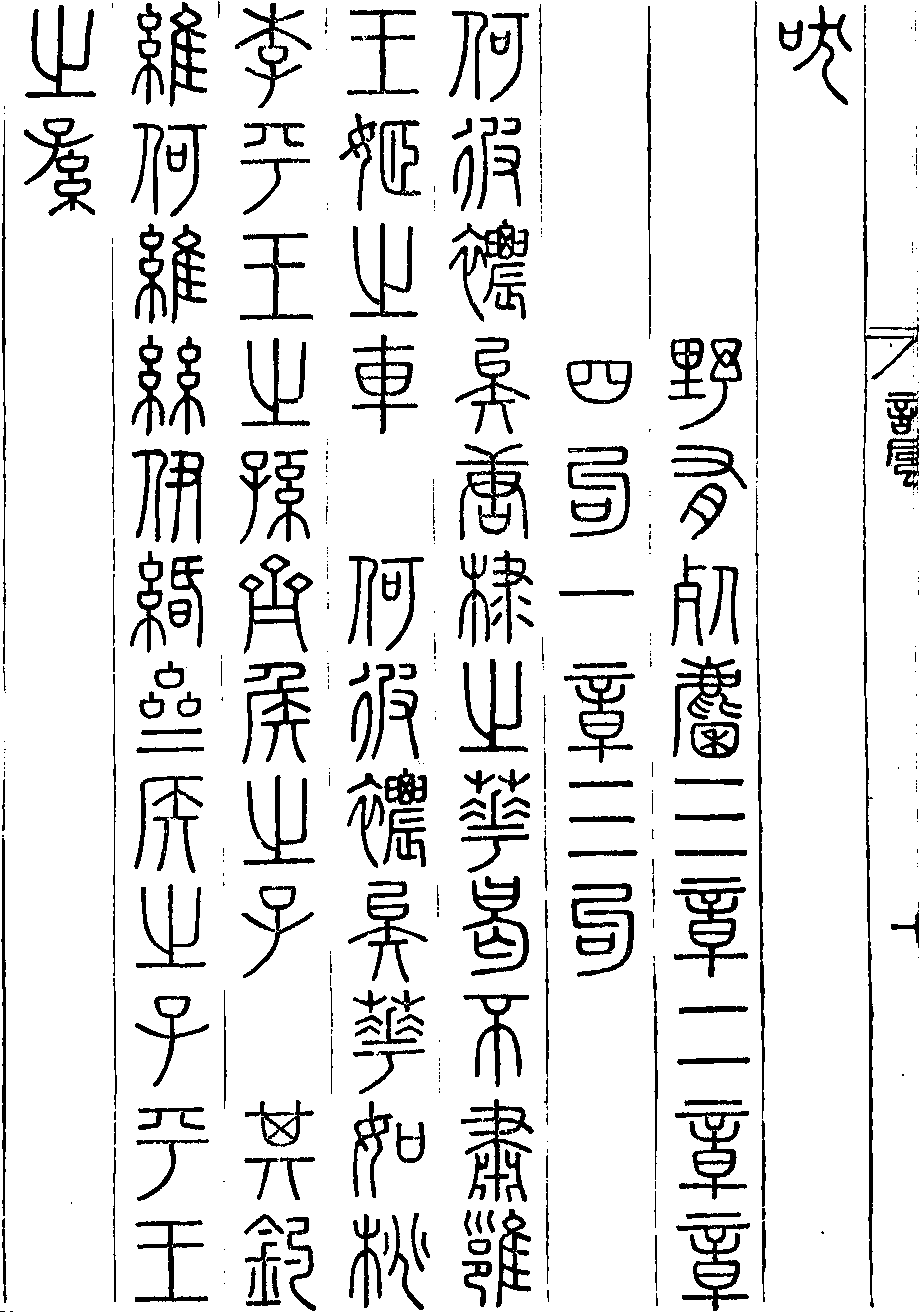 吠
野有死麕三章二章章
四句一章三句
何彼襛矣唐棣之華曷不肅雝
王姬之車 何彼襛矣華如桃
李平王之孫齊侯之子 其釣
維何維絲伊緡齊侯之子平王
之孫